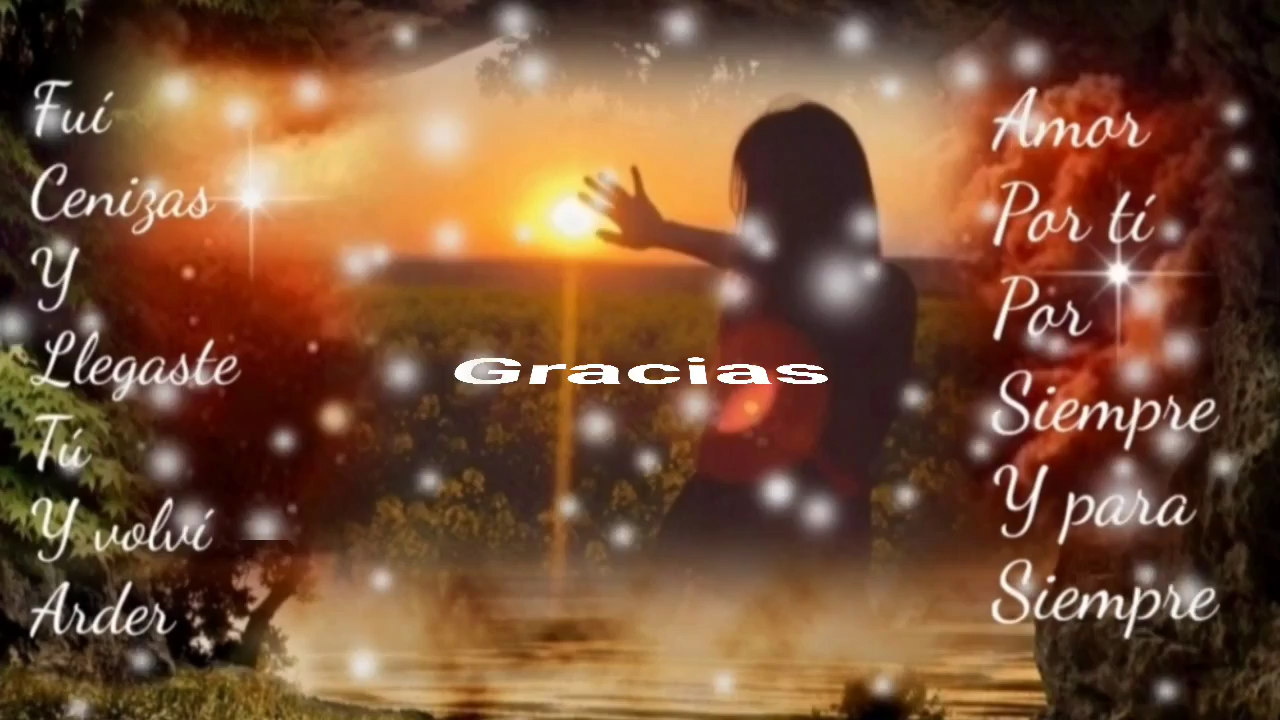 Fuí
Cenizas
Y
Llegaste
Tú
Y volví
Arder
Gracias
Amor
Por tí
Por
Siempre
Y para
Siempre